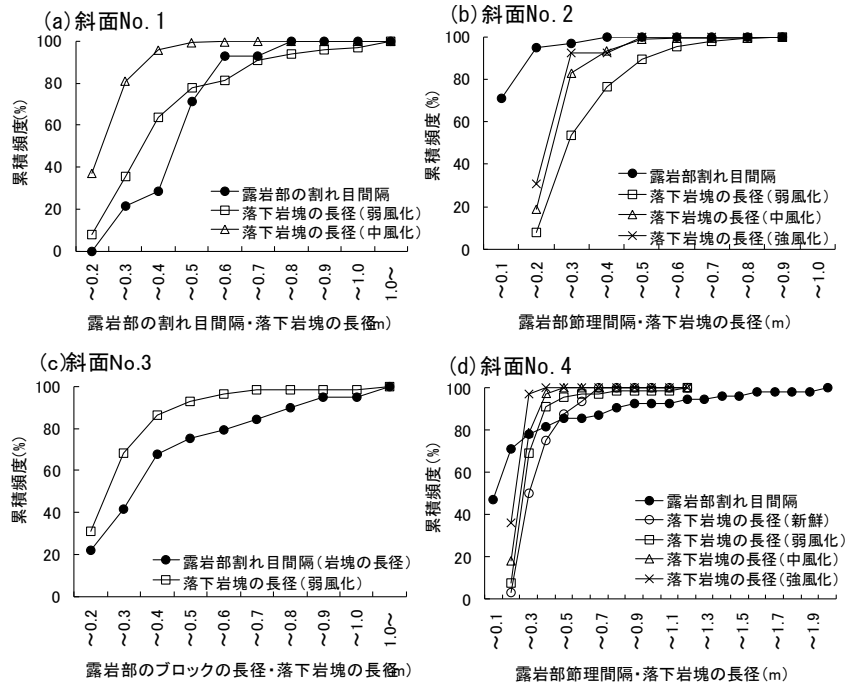 (a)斜面No. 1
100
80
60
40
20
0
累積頻度(%)
露岩部の割れ目間隔
落下岩塊の長径(弱風化)
落下岩塊の長径(中風化)
～0.2
～0.3
～0.4
～0.5
～0.6
～0.7
～0.8
～0.9
～1.0
1.0～
露岩部の割れ目間隔・落下岩塊の長径(m)
(b)斜面No. 2
100
80
60
40
20
0
累積頻度(%)
露岩部割れ目間隔
落下岩塊の長径(弱風化)
落下岩塊の長径(中風化)
落下岩塊の長径(強風化)
～0.1
～0.2
～0.3
～0.4
～0.5
～0.6
～0.7
～0.8
～0.9
～1.0
露岩部節理間隔・落下岩塊の長径(m)
(c)斜面No.3
100
80
60
40
20
0
累積頻度(%)
露岩部割れ目間隔(岩塊の長径)
落下岩塊の長径(弱風化)
～0.2
～0.3
～0.4
～0.5
～0.6
～0.7
～0.8
～0.9
～1.0
1.0～
露岩部のブロックの長径・落下岩塊の長径(m)
(d)斜面No. 4
100
80
60
40
20
0
累積頻度(%)
露岩部割れ目間隔
落下岩塊の長径(新鮮)
落下岩塊の長径(弱風化)
落下岩塊の長径(中風化)
落下岩塊の長径(強風化)
～0.1
～0.3
～0.5
～0.7
～0.9
～1.1
～1.3
～1.5
～1.7
～1.9
露岩部節理間隔・落下岩塊の長径(m)